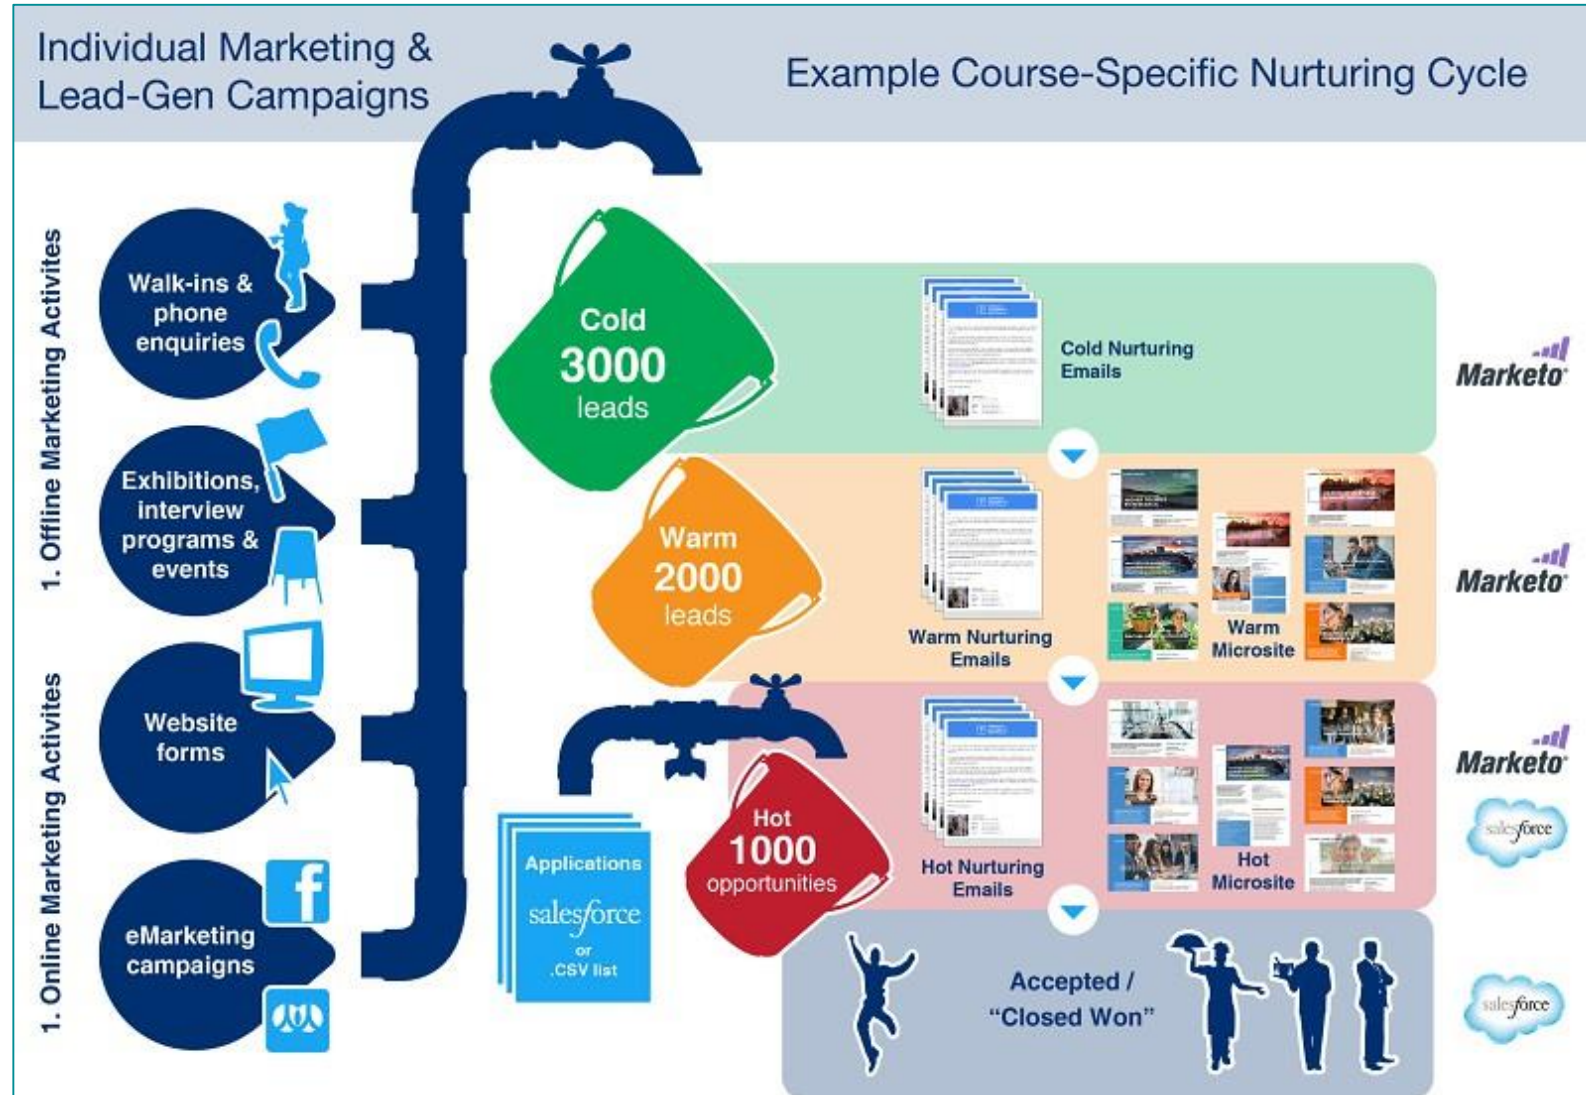 Individual Marketing &
Lead-Gen Campaigns
Example Course-Specific Nurturing Cycle
1. Offline Marketing Activites
Walk-ins &
phone
enquiries
Exhibitions,
interview
programs &
events
1. Online Marketing Activites
Website
forms
eMarketing
campaigns
f
Cold
3000
leads
Cold Nurturing
Emails
Marketo
Warm
2000
leads
Warm Nurturing
Emails
Warm
Microsite
Marketo
Applications
salesforce
or
.CSV list
Hot
1000
opportunities
Hot Nurturing
Emails
Hot
Microsite
Marketo
salesforce
Accepted /
“Closed Won”
salesforce